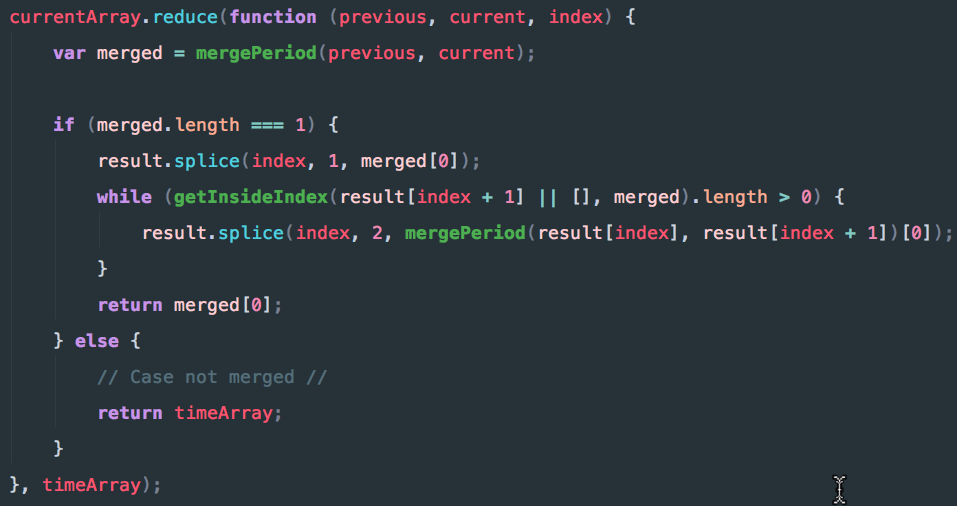 currentArray.reduce(function (previous, current, index) {
    var merged = mergePeriod(previous, current);

    if (merged.length === 1) {
        result.splice(index, 1, merged[0]);
        while (getInsideIndex(result[index + 1] || [], merged).length > 0) {
            result.splice(index, 2, mergePeriod(result[index], result[index + 1])[0]);
        }
        return merged[0];
    } else {
        // Case not merged //
        return timeArray;
    }
}, timeArray);